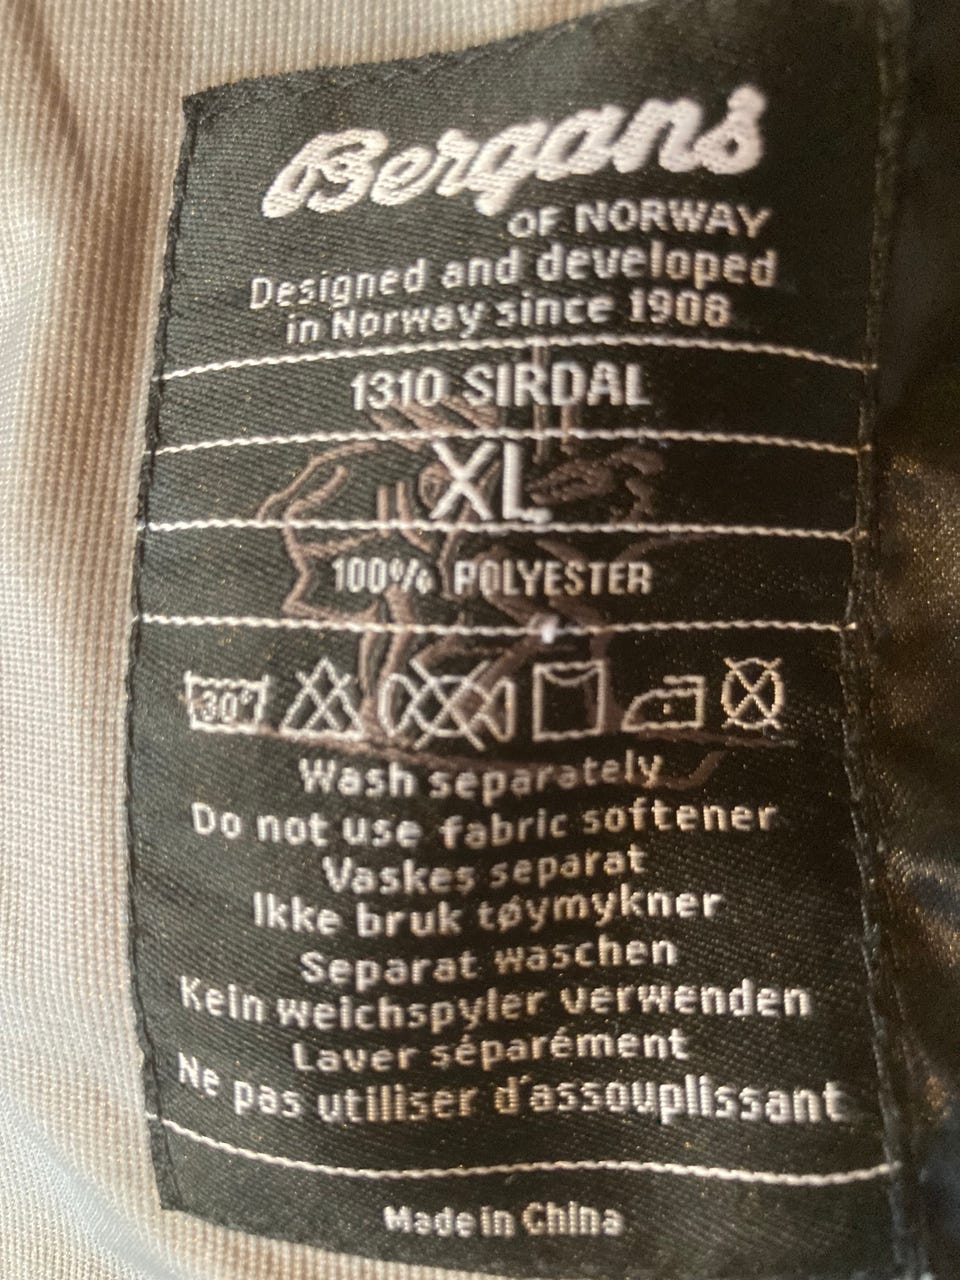 Bergans
OF NORWAY
Designed and developed
in Norway since 1908
1310 SIRDAL
XL
100% POLYESTER
30°
Wash separately
Do not use fabric softener
Vaskes separat
Ikke bruk tøymykner
Separat waschen
Kein weichspyler verwenden
Laver séparément
Ne pas utiliser d'assouplissant
Made in China